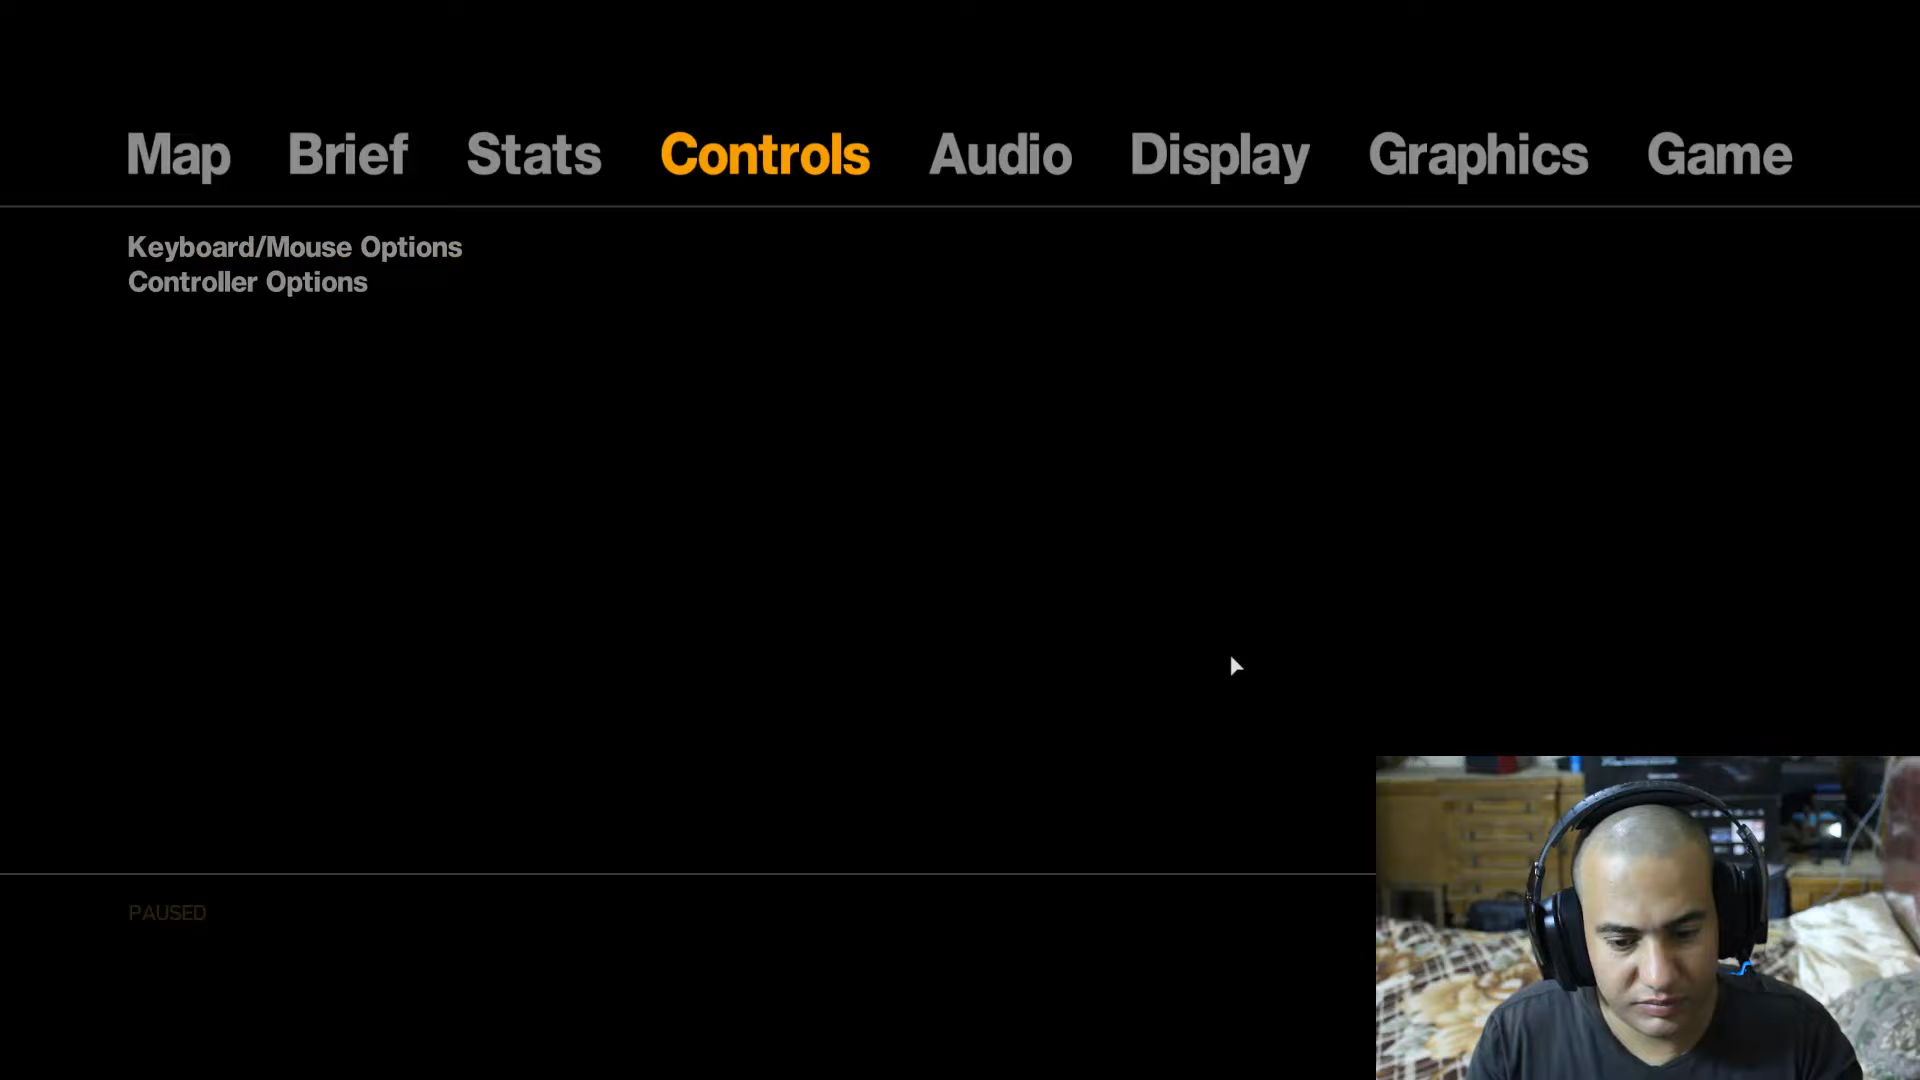 Map Brief Stats Controls Audio Display Graphics Game
Keyboard/Mouse Options
Controller Options
PAUSED